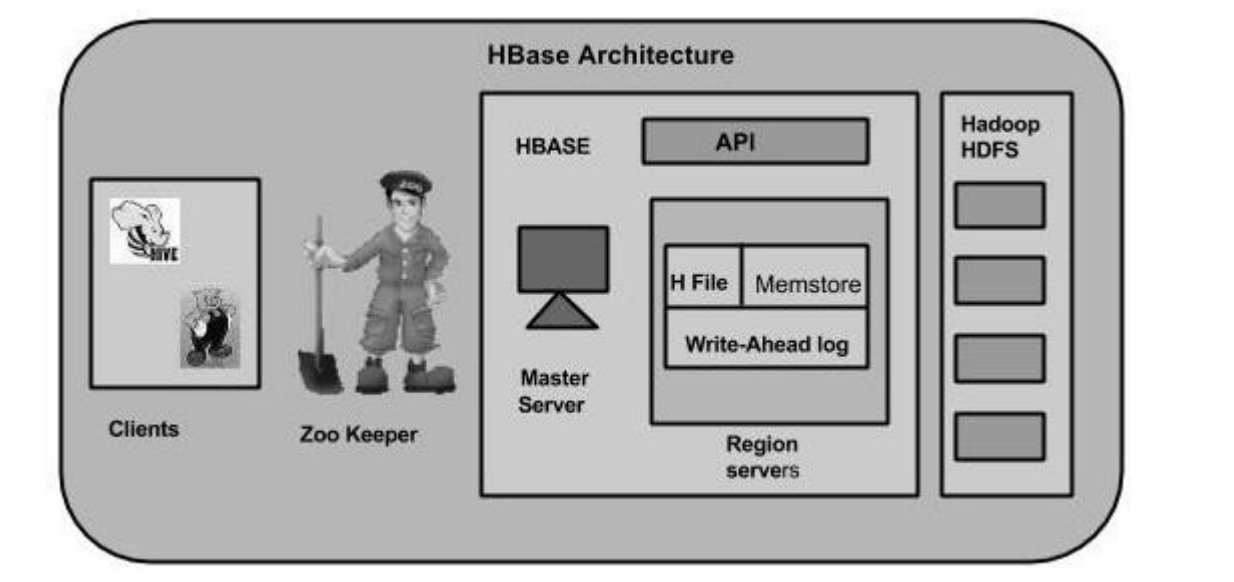 HBase Architecture
HBASE
API
Hadoop
HDFS
HIVE
H File
Memstore
Write-Ahead log
Master
Server
Clients
Zoo Keeper
Region
servers